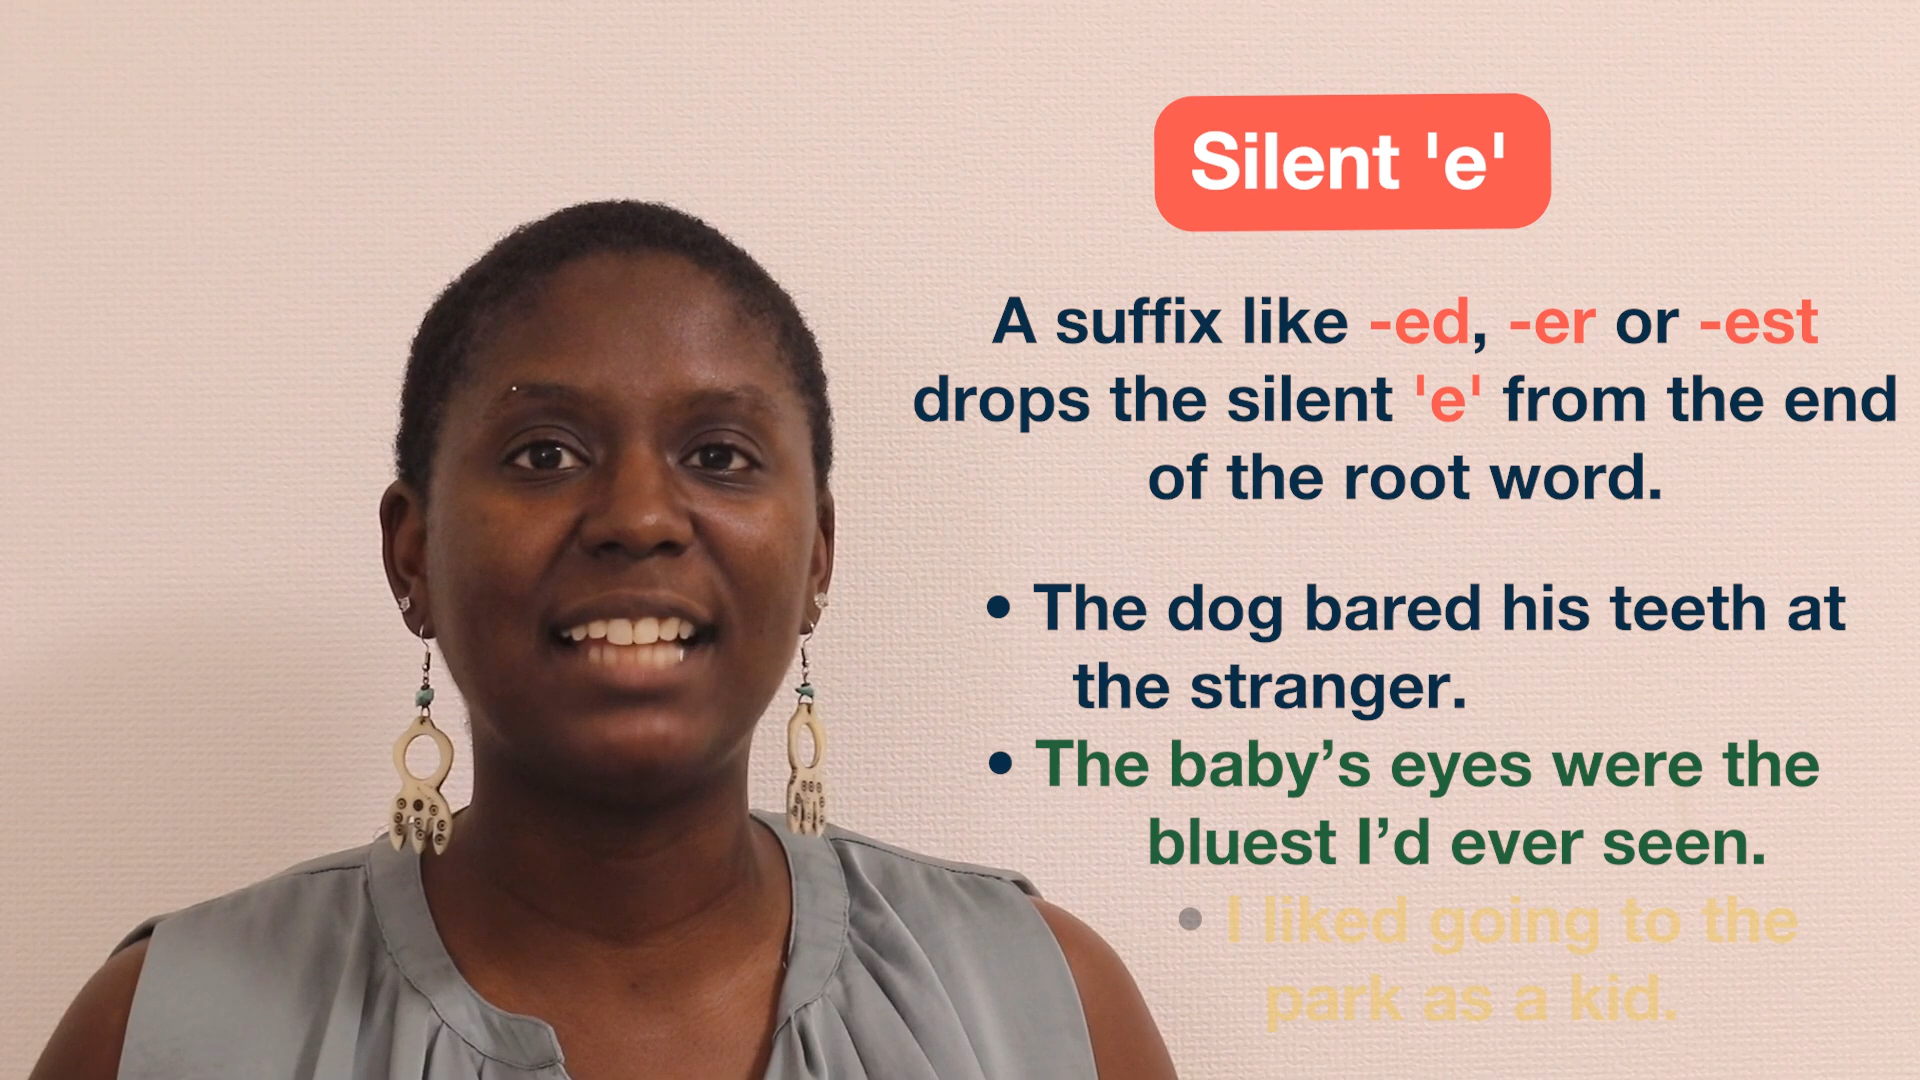 Silent 'e'
A suffix like -ed, -er or -est
drops the silent 'e' from the end
of the root word.
• The dog bared his teeth at
the stranger.
• The baby’s eyes were the
bluest I’d ever seen.
• I liked going to the
park as a kid.